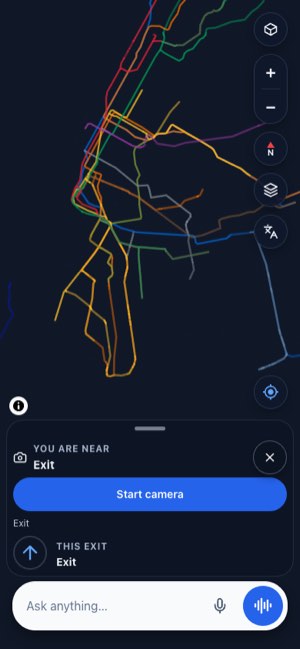 N
YOU ARE NEAR
Exit
Start camera
Exit
THIS EXIT
Exit
Ask anything...